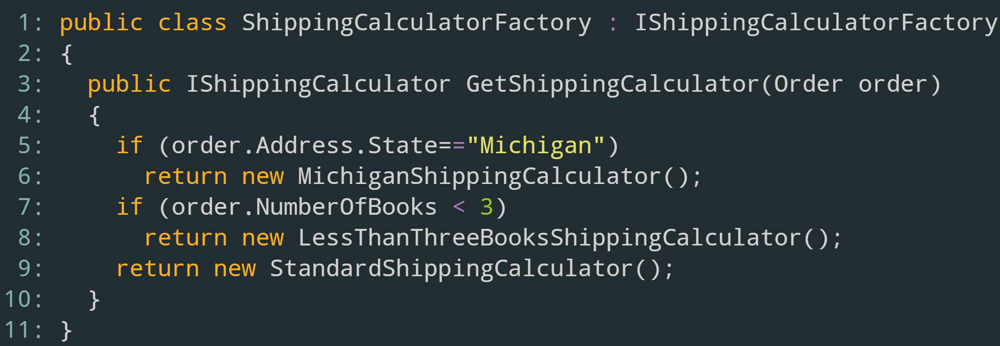 1: public class ShippingCalculatorFactory : IShippingCalculatorFactory
2: {
3:   public IShippingCalculator GetShippingCalculator(Order order)
4:   {
5:     if (order.Address.State=="Michigan")
6:       return new MichiganShippingCalculator();
7:     if (order.NumberOfBooks < 3)
8:       return new LessThanThreeBooksShippingCalculator();
9:     return new StandardShippingCalculator();
10:   }
11: }